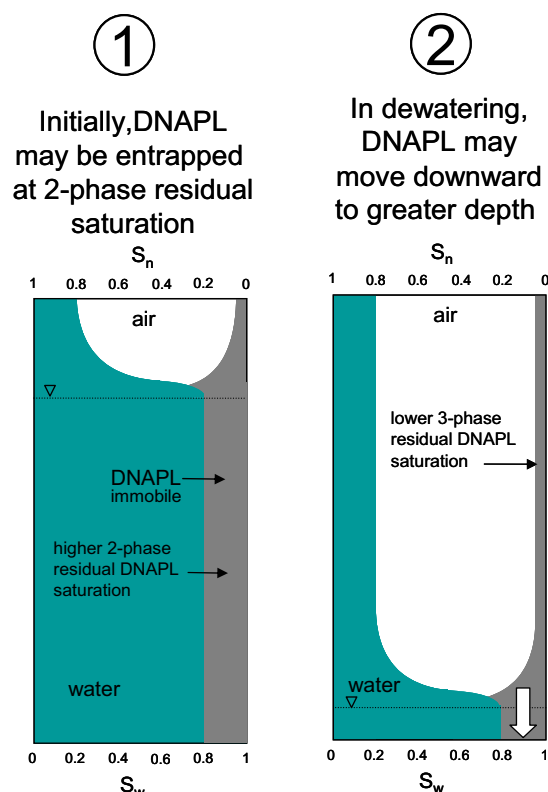 1
Initially,DNAPL
may be entrapped
at 2-phase residual
saturation
Sn
1 0.8 0.6 0.4 0.2 0
air
DNAPL
immobile
higher 2-phase
residual DNAPL
saturation
water
0 0.2 0.4 0.6 0.8 1
Sw
2
In dewatering,
DNAPL may
move downward
to greater depth
Sn
1 0.8 0.6 0.4 0.2 0
air
lower 3-phase
residual DNAPL
saturation
water
0 0.2 0.4 0.6 0.8 1
Sw